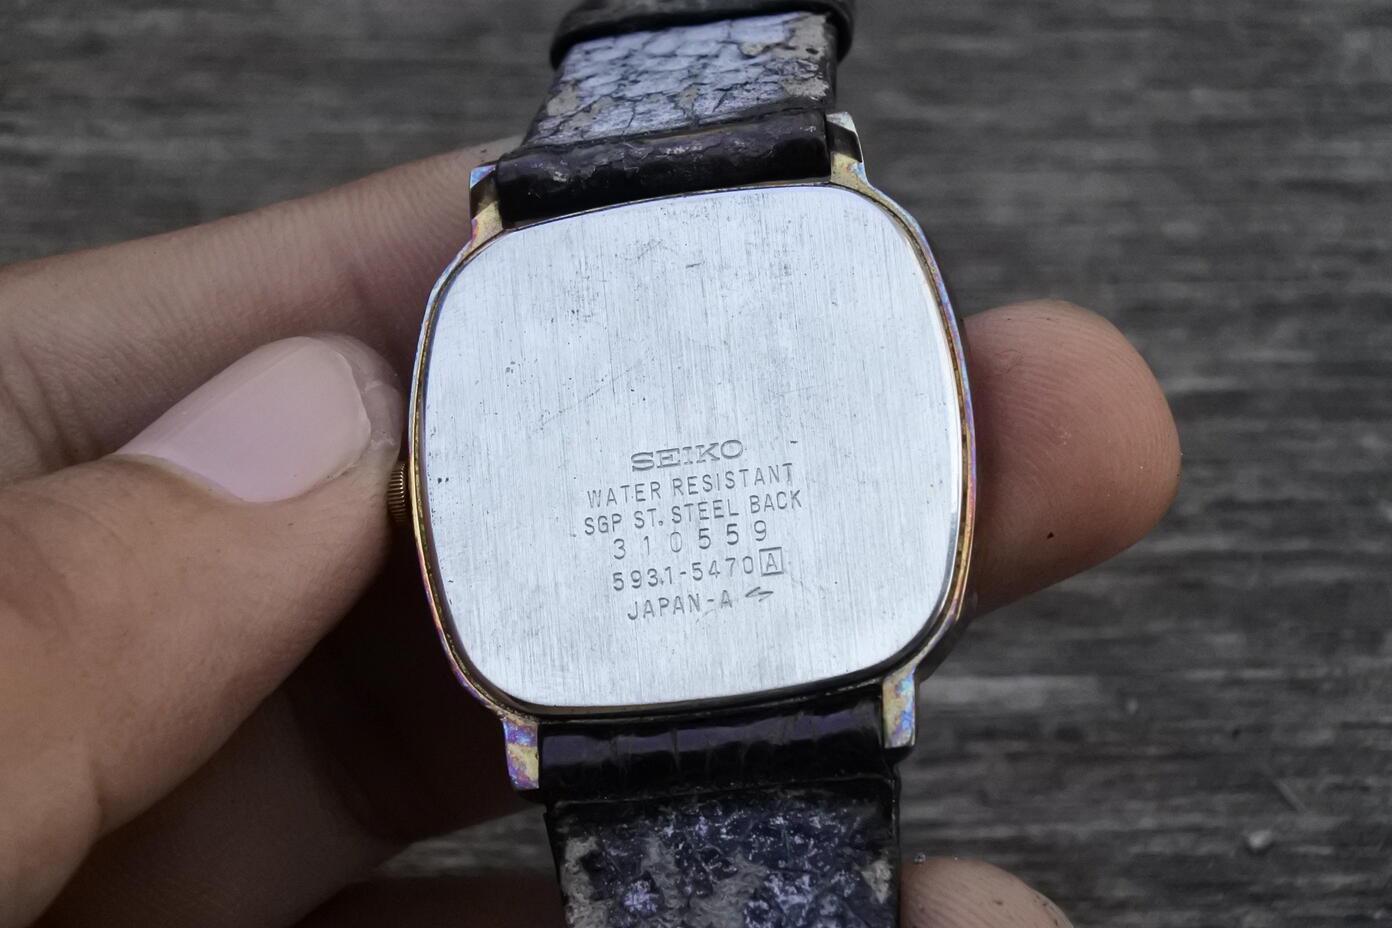 SEIKO
WATER RESISTANT
SGP ST. STEEL BACK
310559
5931-5470 A
JAPAN-A